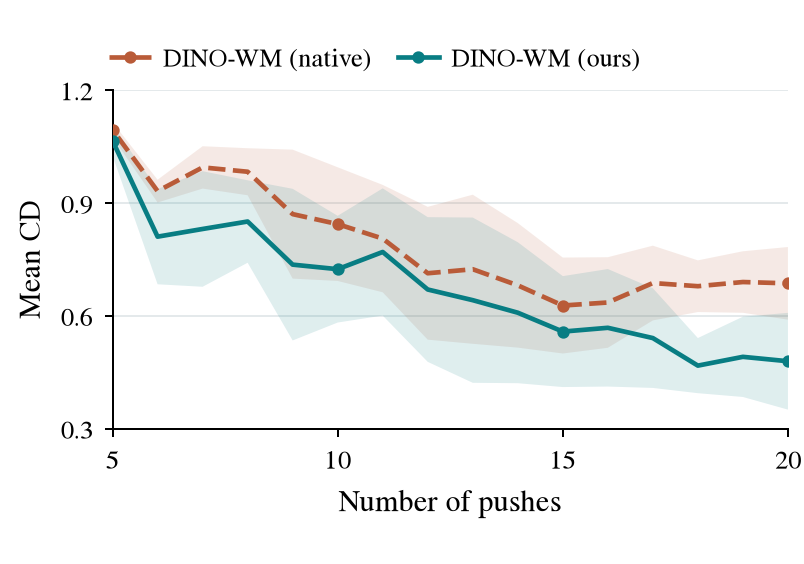 DINO-WM (native) DINO-WM (ours)
1.2
0.9
0.6
0.3
Mean CD
5 10 15 20
Number of pushes